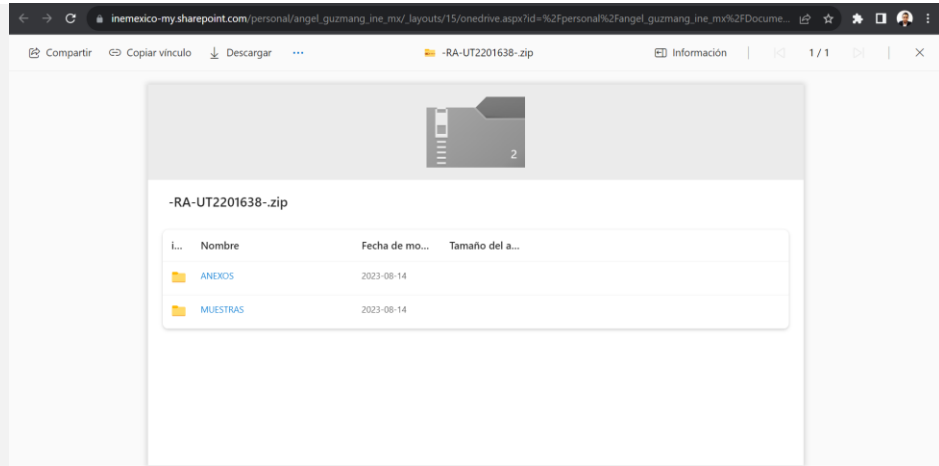 inemexico-my.sharepoint.com/personal/angel_guzmang_ine_mx/_layouts/15/onedrive.aspx?id=%2Fpersonal%2Fangel_guzmang_ine_mx%2FDocume...
Compartir Copiar vínculo Descargar ... -RA-UT2201638-.zip Información 1 / 1
2
-RA-UT2201638-.zip
i... Nombre Fecha de mo... Tamaño del a...
ANEXOS 2023-08-14
MUESTRAS 2023-08-14